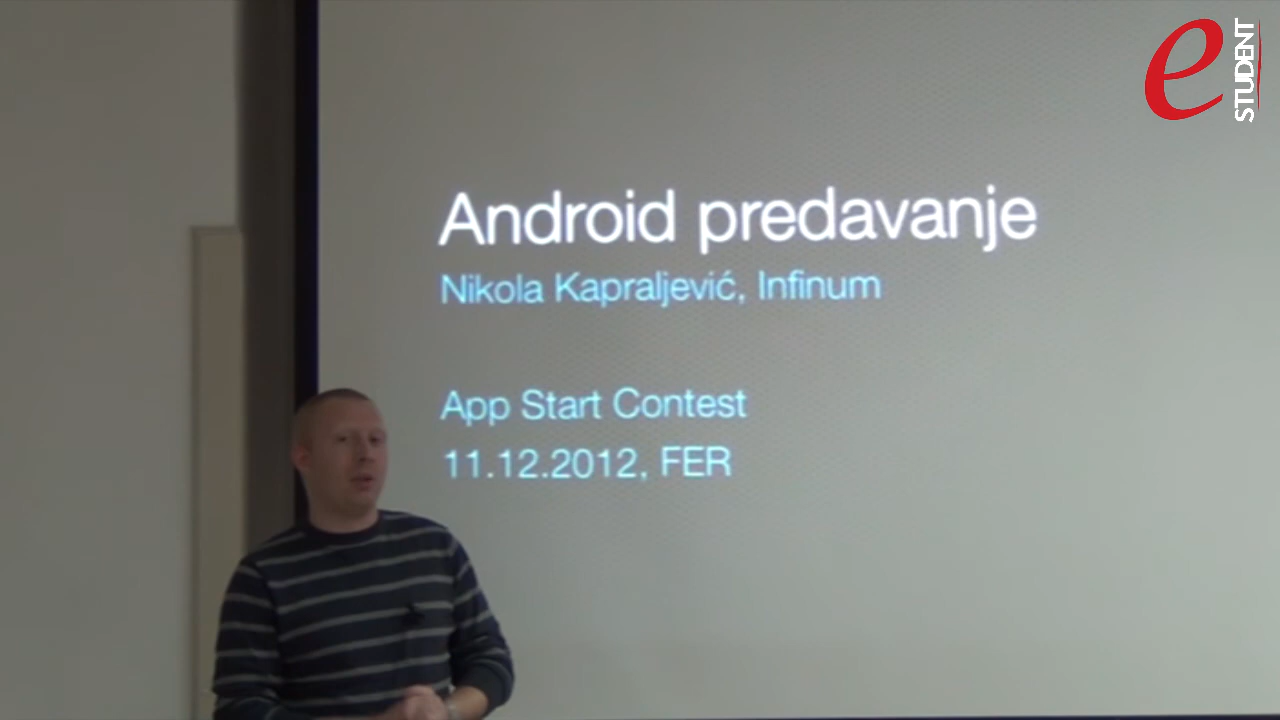 e
STUDENT
Android predavanje
Nikola Kapraljević, Infinum
App Start Contest
11.12.2012, FER